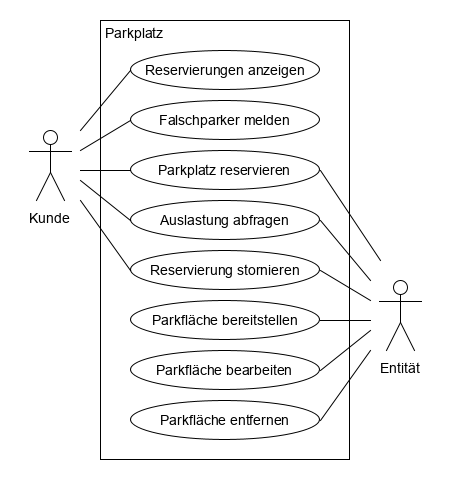 Parkplatz
Reservierungen anzeigen
Falschparker melden
Parkplatz reservieren
Kunde
Auslastung abfragen
Reservierung stornieren
Parkfläche bereitstellen
Parkfläche bearbeiten
Entität
Parkfläche entfernen